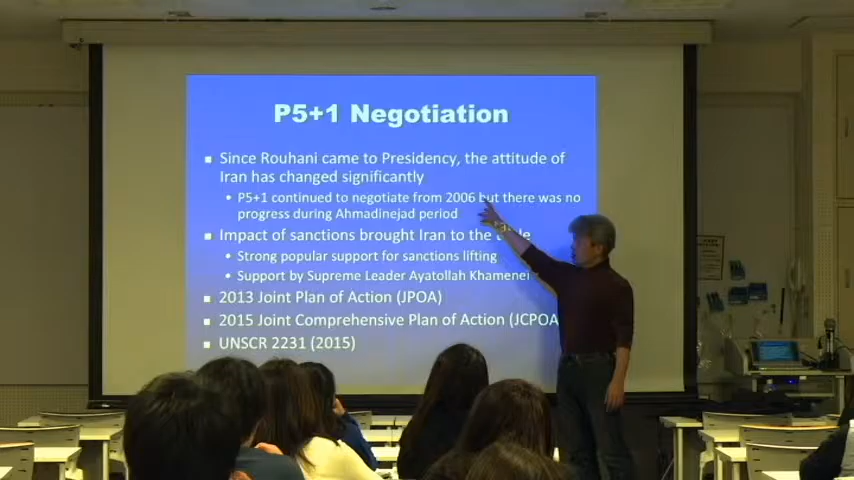 P5+1 Negotiation
Since Rouhani came to Presidency, the attitude of
Iran has changed significantly
P5+1 continued to negotiate from 2006 but there was no
progress during Ahmadinejad period
Impact of sanctions brought Iran to the
Strong popular support for sanctions lifting
Support by Supreme Leader Ayatollah Khamenei
2013 Joint Plan of Action (JPOA)
2015 Joint Comprehensive Plan of Action (JCPOA
UNSCR 2231 (2015)